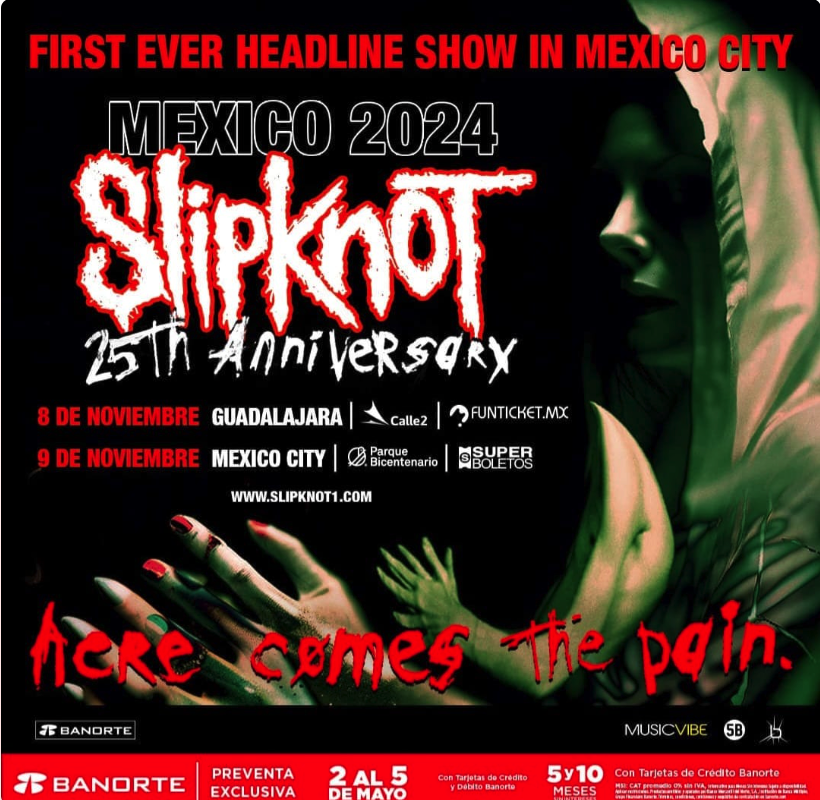 FIRST EVER HEADLINE SHOW IN MEXICO CITY
MEXICO 2024
SlipknoT
25Th AnniVeRSaRY
8 DE NOVIEMBRE GUADALAJARA | Calle2 | FUNTICKET.MX
9 DE NOVIEMBRE MEXICO CITY | Parque Bicentenario | SUPER BOLETOS
WWW.SLIPKNOT1.COM
here comes the pain.
BANORTE
MUSICVIBE 5B
BANORTE
PREVENTA
EXCLUSIVA
2 AL 5
DE MAYO
Con Tarjetas de Crédito
y Débito Banorte
5 y 10
MESES
SIN INTERESES
Con Tarjetas de Crédito Banorte